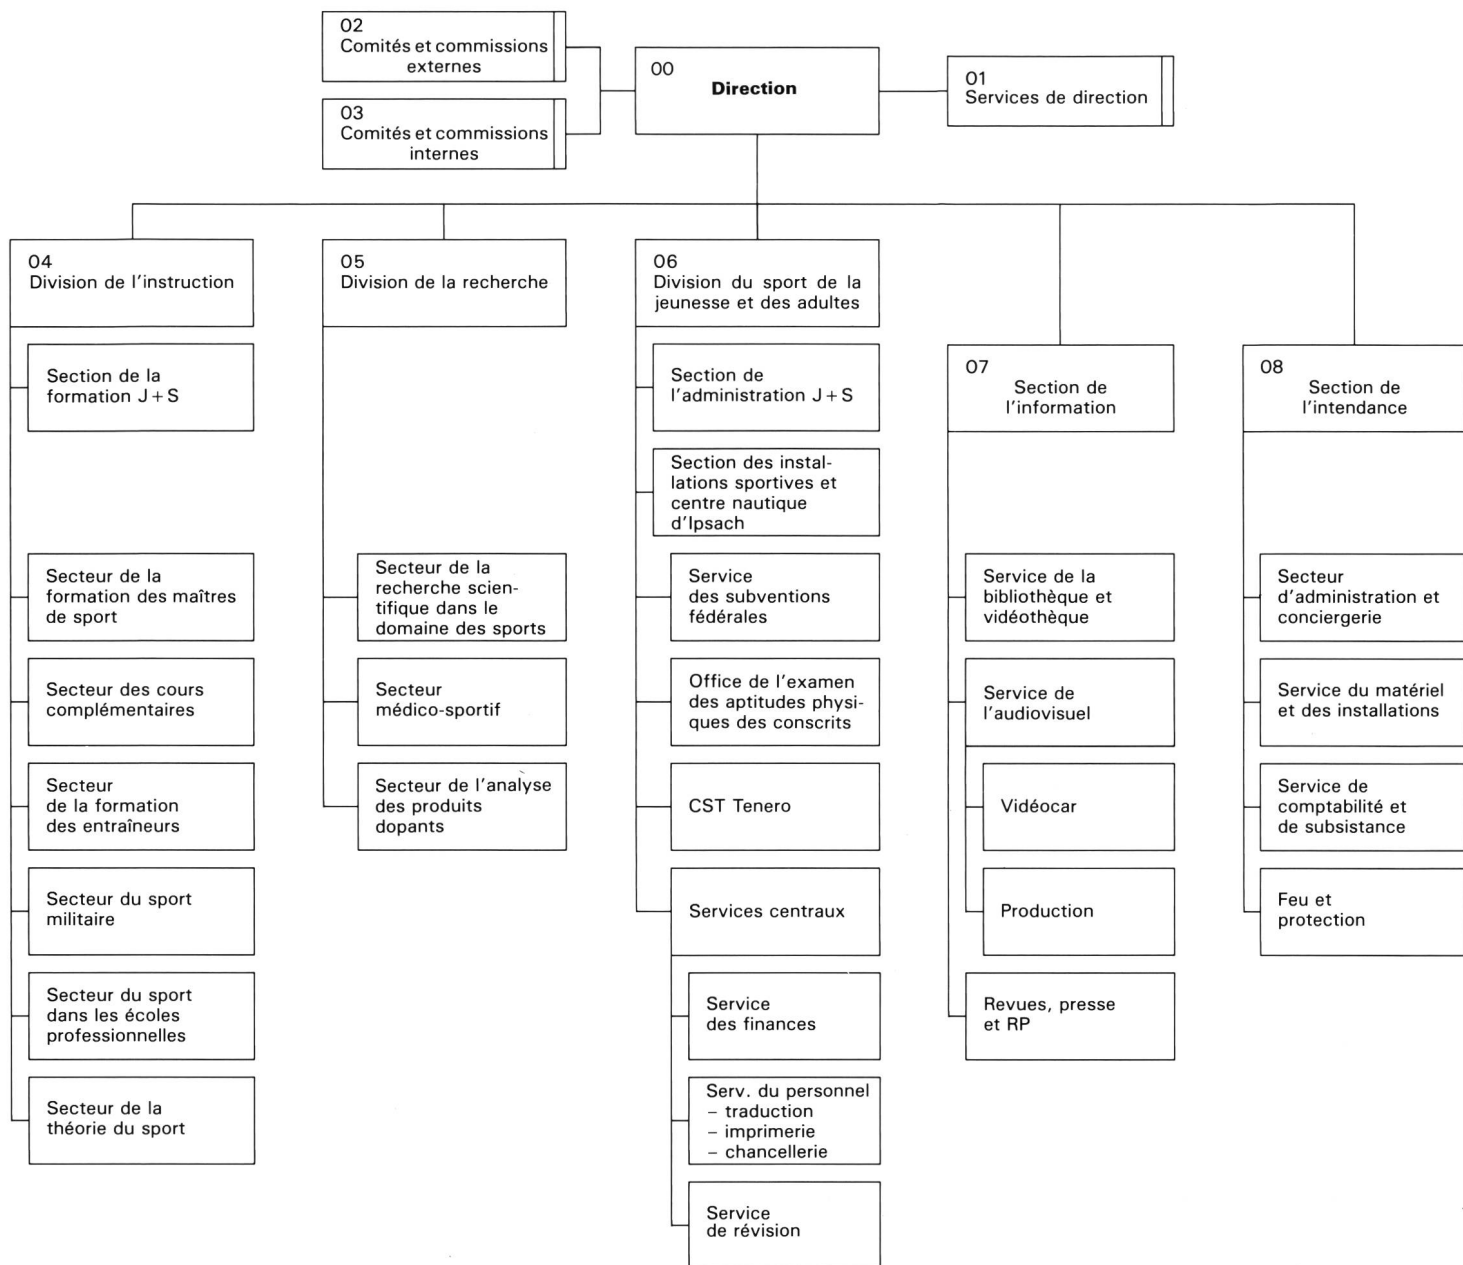 02
Comités et commissions
externes
03
Comités et commissions
internes
00
Direction
01
Services de direction
04
Division de l'instruction
Section de la
formation J + S
Secteur de la
formation des maîtres
de sport
Secteur des cours
complémentaires
Secteur
de la formation
des entraîneurs
Secteur du sport
militaire
Secteur du sport
dans les écoles
professionnelles
Secteur de la
théorie du sport
05
Division de la recherche
Secteur de la
recherche scien-
tifique dans le
domaine des sports
Secteur
médico-sportif
Secteur de l'analyse
des produits
dopants
06
Division du sport de la
jeunesse et des adultes
Section de
l'administration J + S
Section des instal-
lations sportives et
centre nautique
d'Ipsach
Service
des subventions
fédérales
Office de l'examen
des aptitudes physi-
ques des conscrits
CST Tenero
Services centraux
Service
des finances
Serv. du personnel
– traduction
– imprimerie
– chancellerie
Service
de révision
07
Section de
l'information
Service de la
bibliothèque et
vidéothèque
Service de
l'audiovisuel
Vidéocar
Production
Revues, presse
et RP
08
Section de
l'intendance
Secteur
d'administration et
conciergerie
Service du matériel
et des installations
Service de
comptabilité et
de subsistance
Feu et
protection